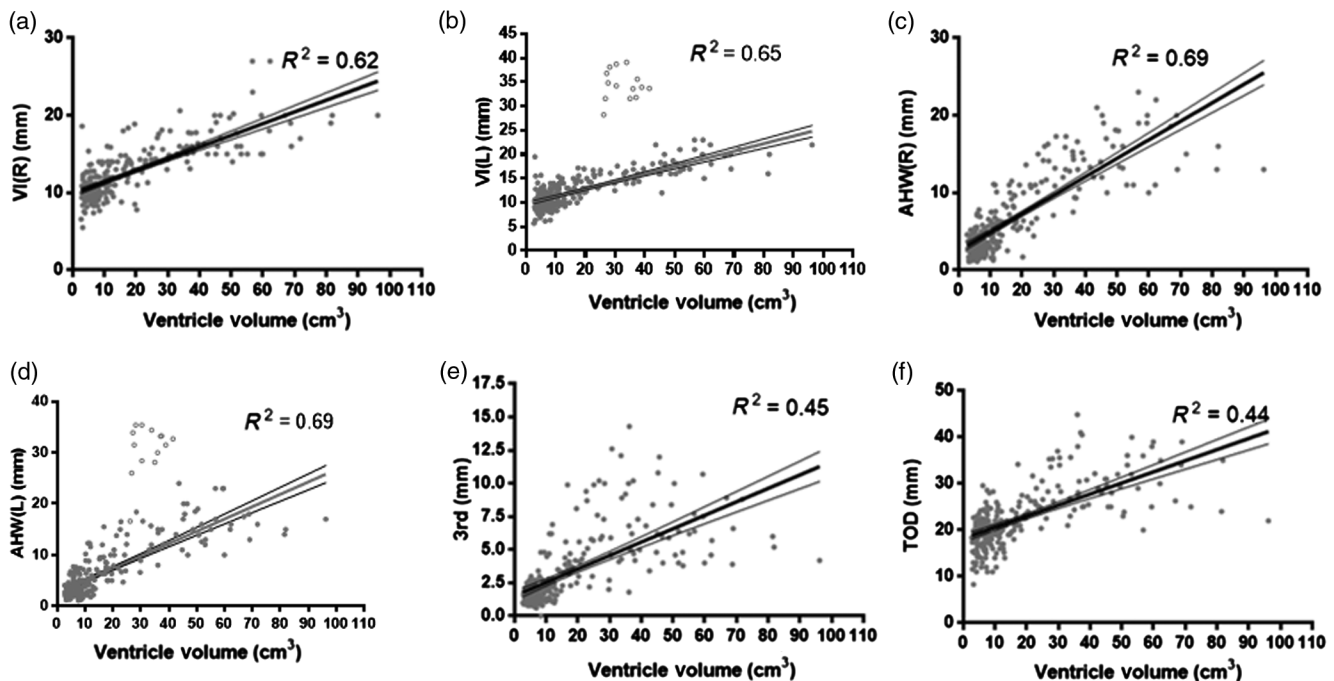 (a)
VI(R) (mm)
R² = 0.62
30
20
10
0
0 10 20 30 40 50 60 70 80 90 100 110
Ventricle volume (cm³)
(b)
VI(L) (mm)
R² = 0.65
45
40
35
30
25
20
15
10
5
0
0 10 20 30 40 50 60 70 80 90 100 110
Ventricle volume (cm³)
(c)
AHW(R) (mm)
R² = 0.69
30
20
10
0
0 10 20 30 40 50 60 70 80 90 100 110
Ventricle volume (cm³)
(d)
AHW(L) (mm)
R² = 0.69
40
30
20
10
0
0 10 20 30 40 50 60 70 80 90 100 110
Ventricle volume (cm³)
(e)
3rd (mm)
R² = 0.45
17.5
15.0
12.5
10.0
7.5
5.0
2.5
0.0
0 10 20 30 40 50 60 70 80 90 100 110
Ventricle volume (cm³)
(f)
TOD (mm)
R² = 0.44
50
40
30
20
10
0
0 10 20 30 40 50 60 70 80 90 100 110
Ventricle volume (cm³)